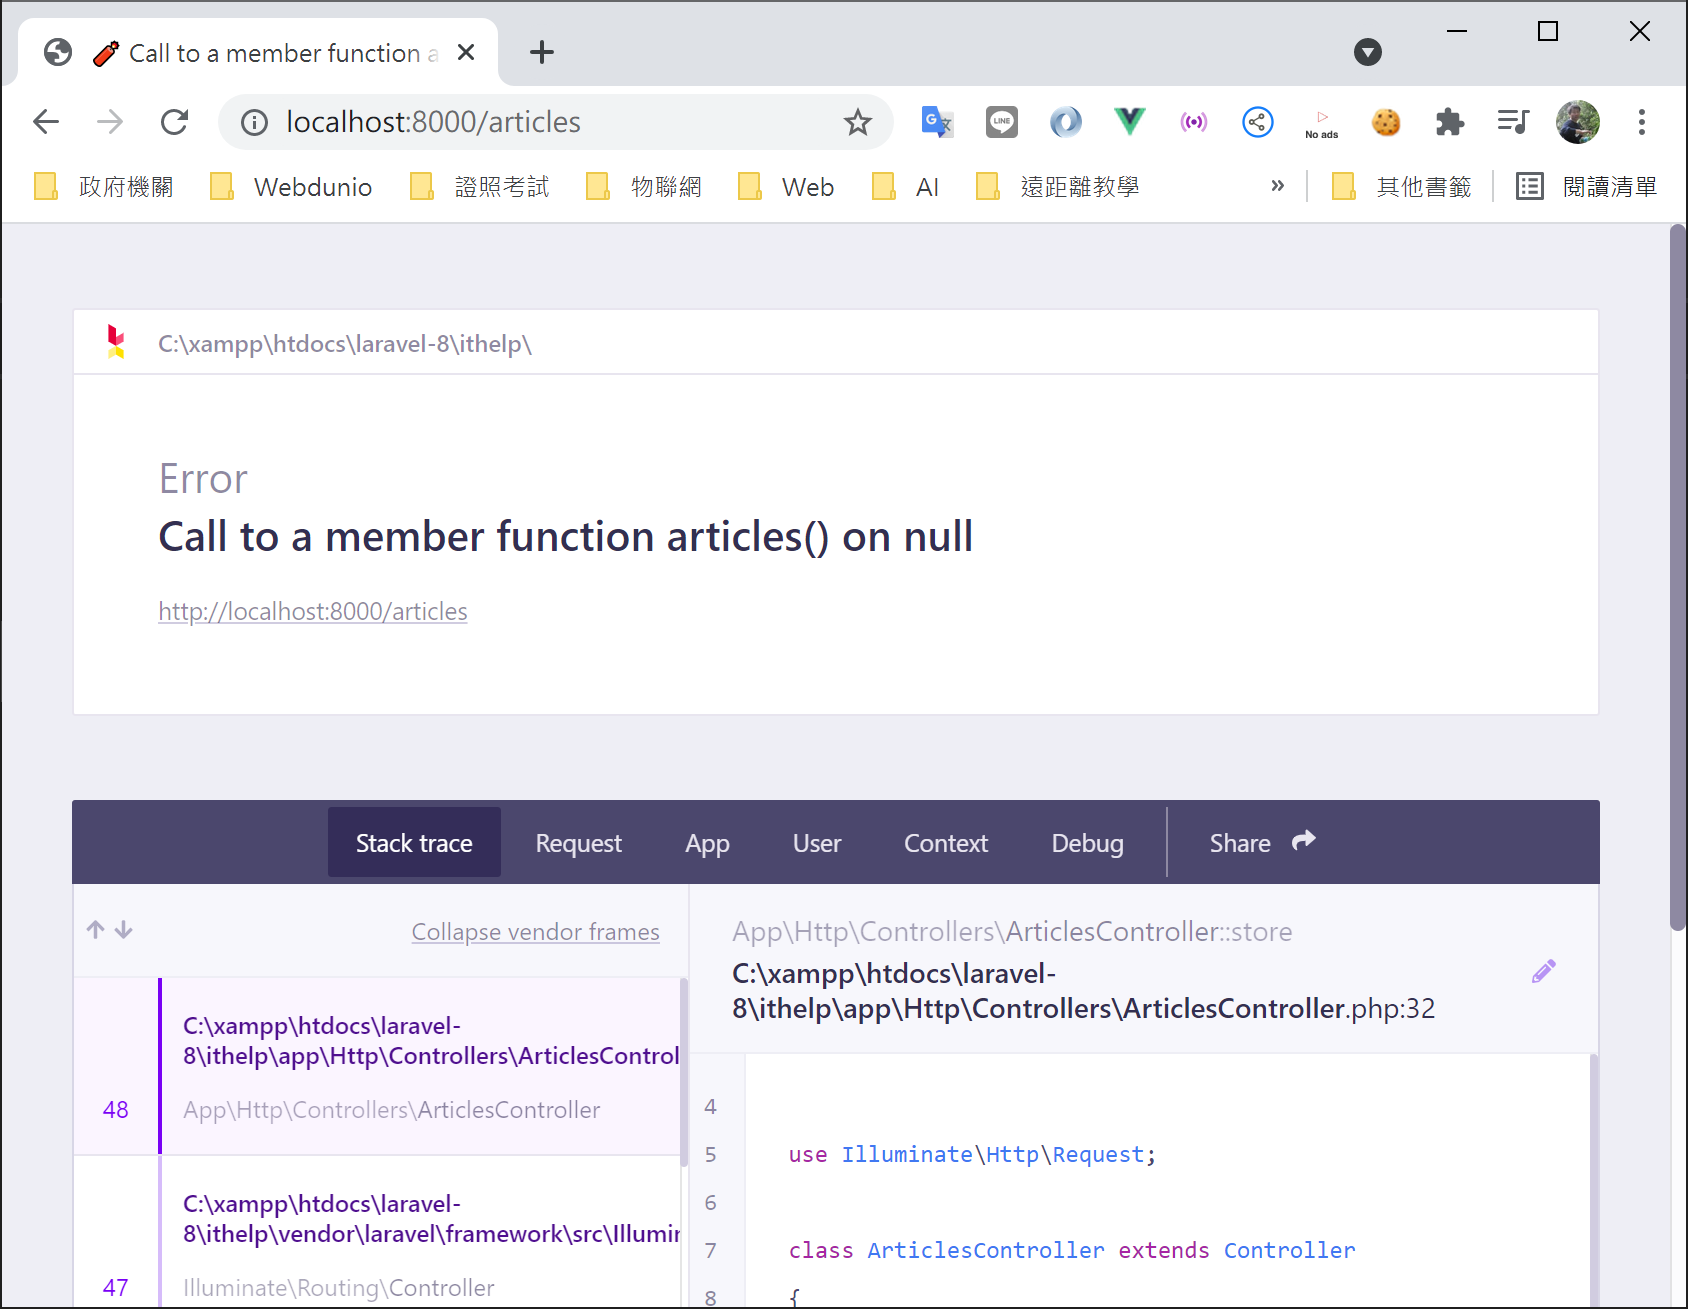 Call to a member function a
localhost:8000/articles
LINE
No ads
政府機關 Webdunio 證照考試 物聯網 Web AI 遠距離教學 » 其他書籤 閱讀清單
C:\xampp\htdocs\laravel-8\ithelp\
Error
Call to a member function articles() on null
http://localhost:8000/articles
Stack trace Request App User Context Debug Share
Collapse vendor frames
C:\xampp\htdocs\laravel-
8\ithelp\app\Http\Controllers\ArticlesControl
48 App\Http\Controllers\ArticlesController
C:\xampp\htdocs\laravel-
8\ithelp\vendor\laravel\framework\src\Illumin
47 Illuminate\Routing\Controller
App\Http\Controllers\ArticlesController::store
C:\xampp\htdocs\laravel-
8\ithelp\app\Http\Controllers\ArticlesController.php:32
4
5 use Illuminate\Http\Request;
6
7 class ArticlesController extends Controller
8 {